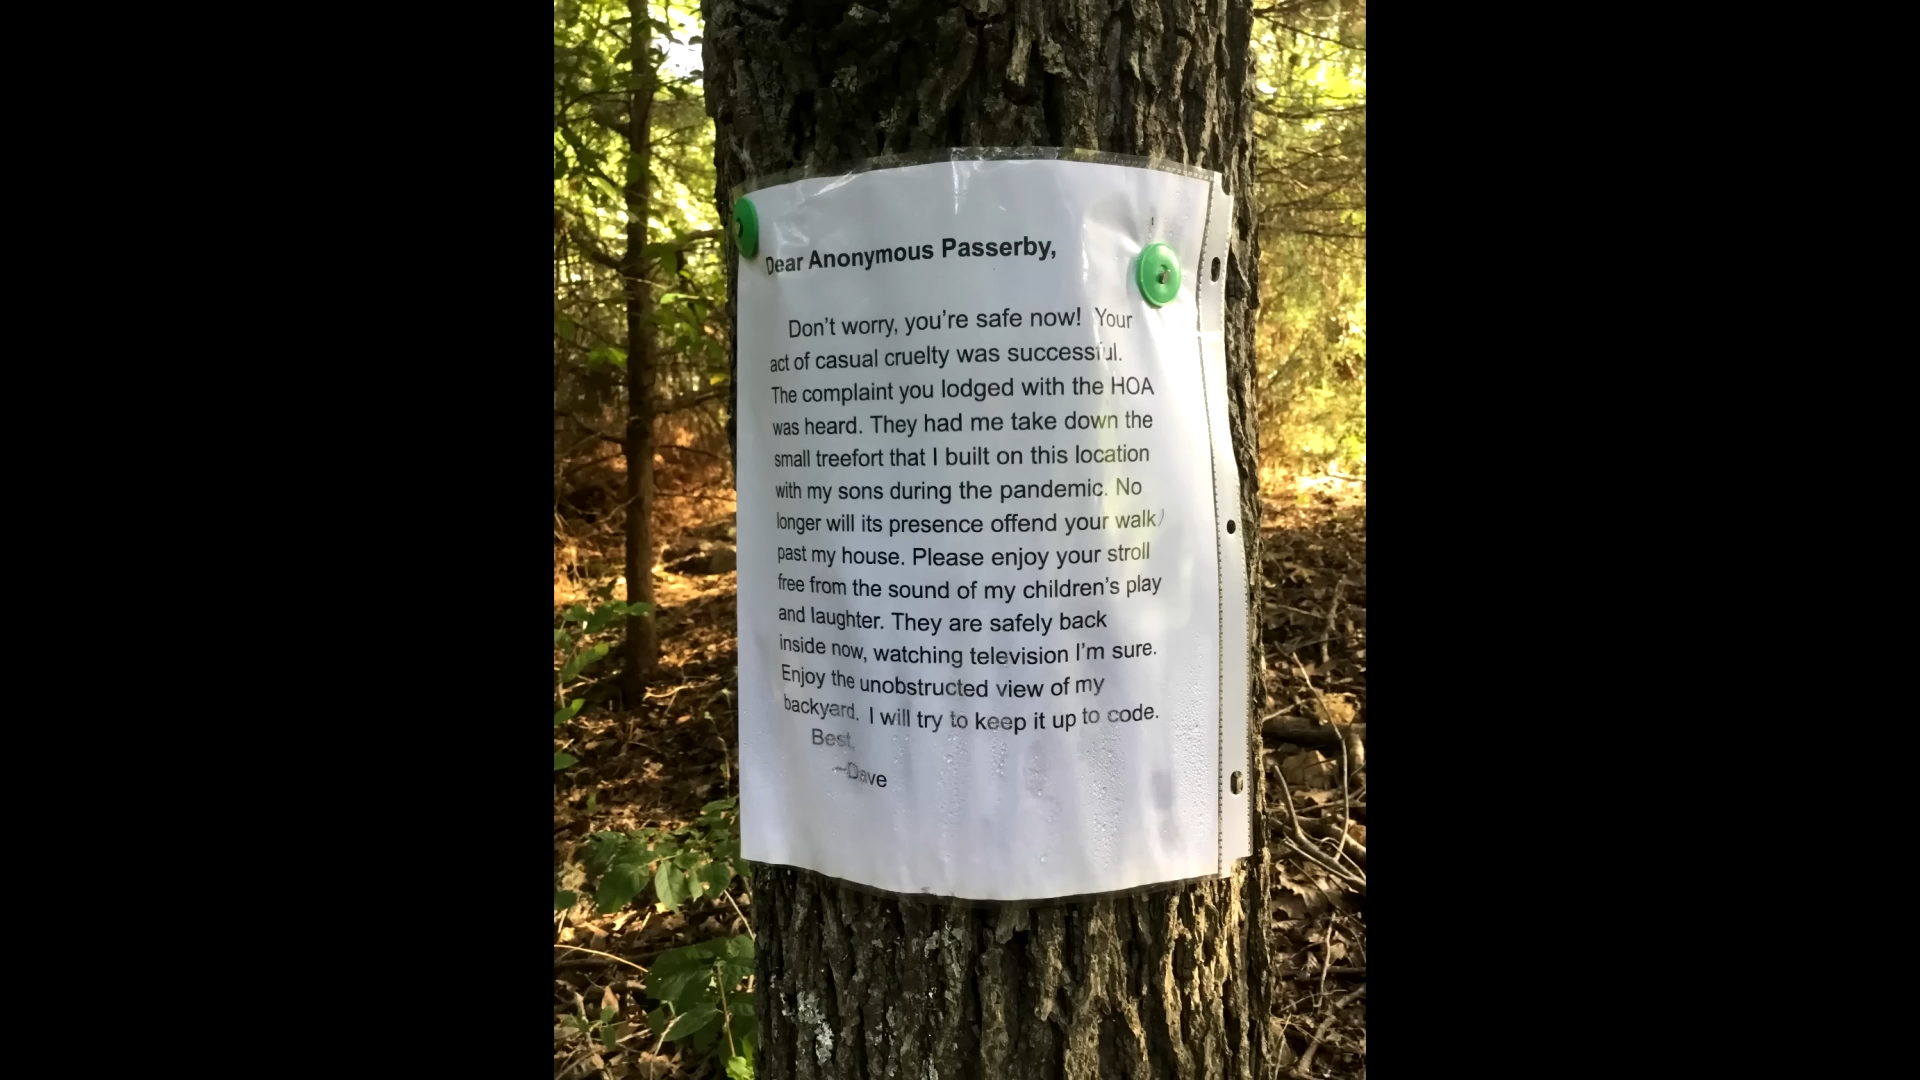 Dear Anonymous Passerby,
Don't worry, you're safe now! Your
act of casual cruelty was successful.
The complaint you lodged with the HOA
was heard. They had me take down the
small treefort that I built on this location
with my sons during the pandemic. No
longer will its presence offend your walk
past my house. Please enjoy your stroll
free from the sound of my children's play
and laughter. They are safely back
inside now, watching television I'm sure.
Enjoy the unobstructed view of my
backyard. I will try to keep it up to code.
Best,
—Dave